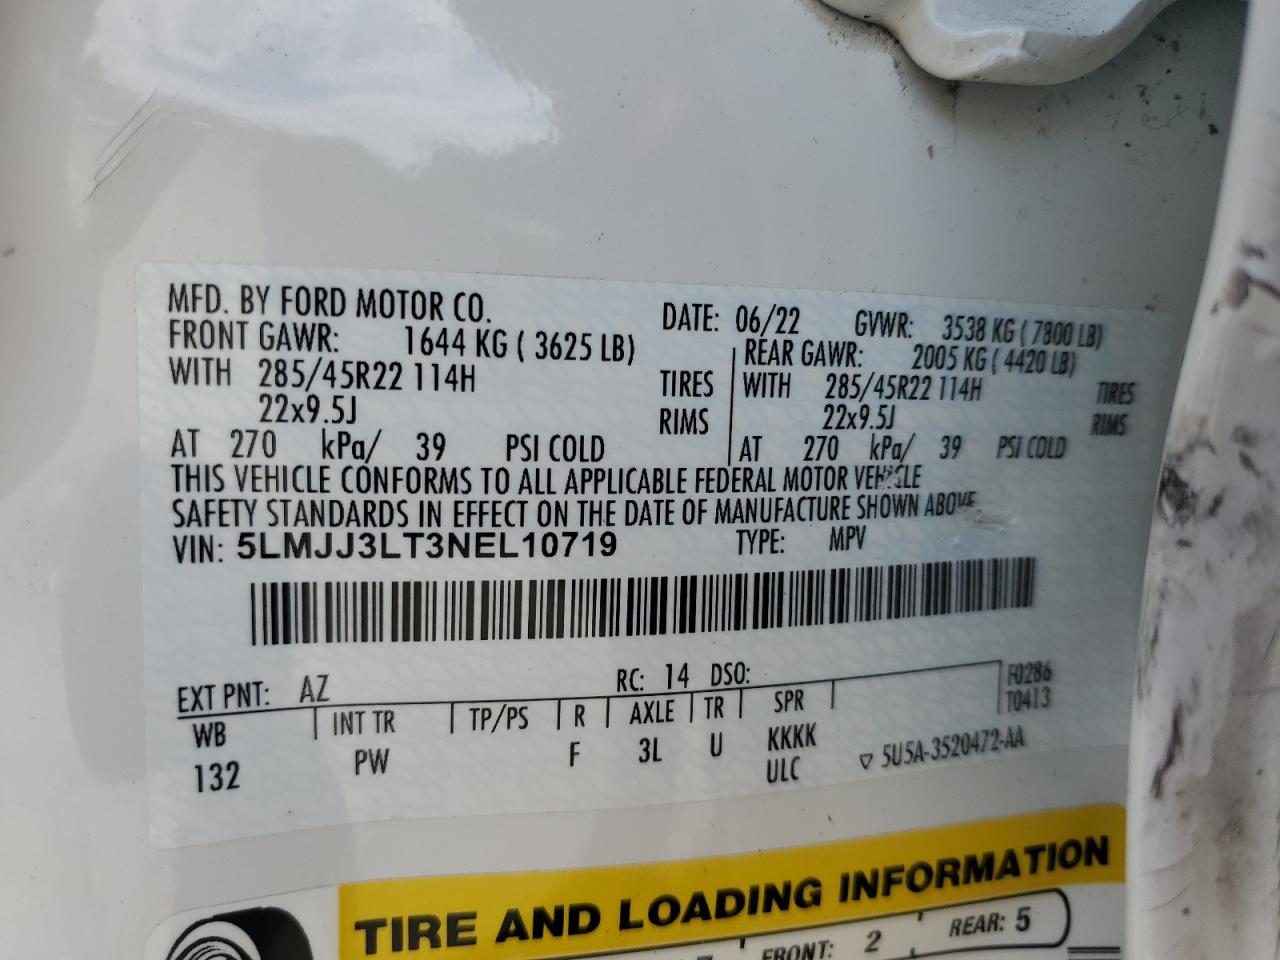 MFD. BY FORD MOTOR CO. DATE: 06/22 GVWR: 3538 KG ( 7800 LB)
FRONT GAWR: 1644 KG ( 3625 LB) REAR GAWR: 2005 KG ( 4420 LB)
WITH 285/45R22 114H TIRES WITH 285/45R22 114H TIRES
22x9.5J RIMS 22x9.5J RIMS
AT 270 kPa/ 39 PSI COLD AT 270 kPa/ 39 PSI COLD
THIS VEHICLE CONFORMS TO ALL APPLICABLE FEDERAL MOTOR VEHICLE
SAFETY STANDARDS IN EFFECT ON THE DATE OF MANUFACTURE SHOWN ABOVE
VIN: 5LMJJ3LT3NEL10719 TYPE: MPV
EXT PNT: AZ RC: 14 DSO: F0286
WB INT TR TP/PS R AXLE TR SPR T0413
132 PW F 3L U KKKK
ULC 5U5A-3520472-AA
TIRE AND LOADING INFORMATION
FRONT: 2 REAR: 5